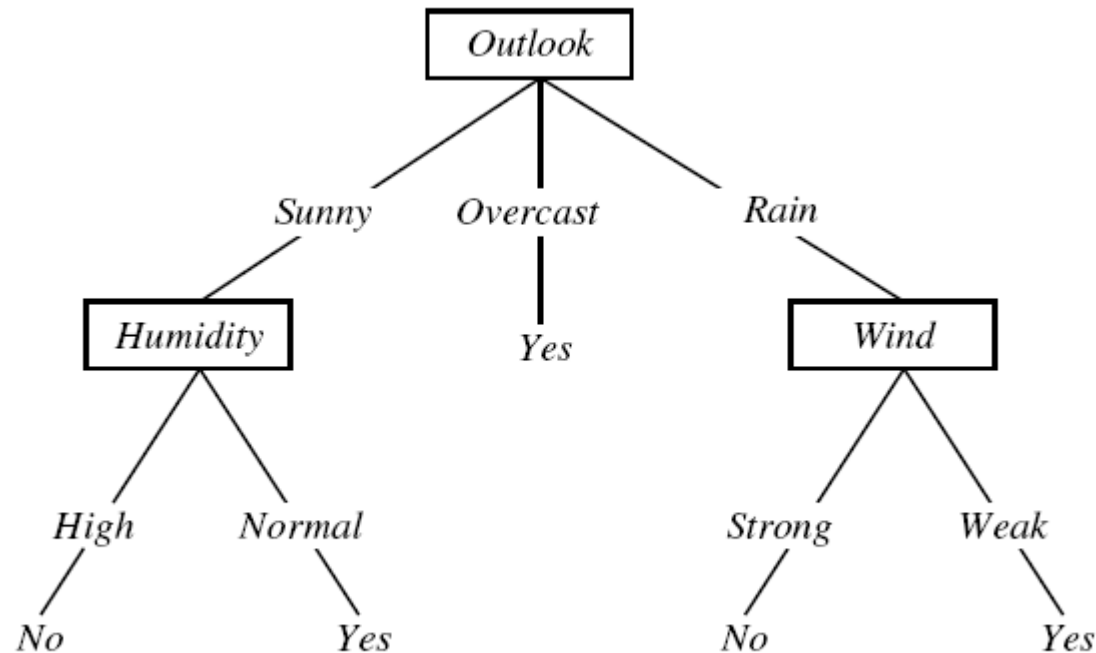 Outlook
Sunny Overcast Rain
Humidity Yes Wind
High Normal Strong Weak
No Yes No Yes